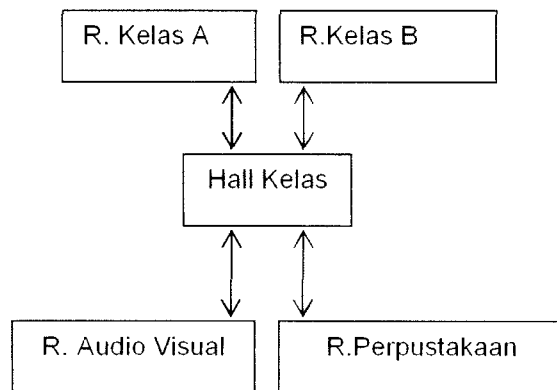 R. Kelas A
R.Kelas B
Hall Kelas
R. Audio Visual
R.Perpustakaan